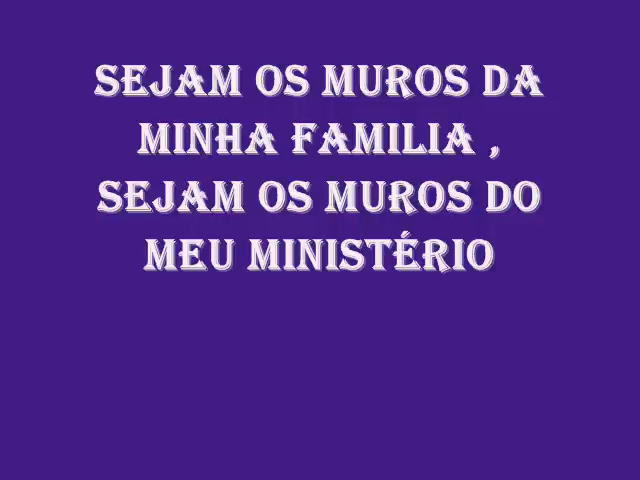 SEJAM OS MUROS DA
MINHA FAMILIA ,
SEJAM OS MUROS DO
MEU MINISTÉRIO